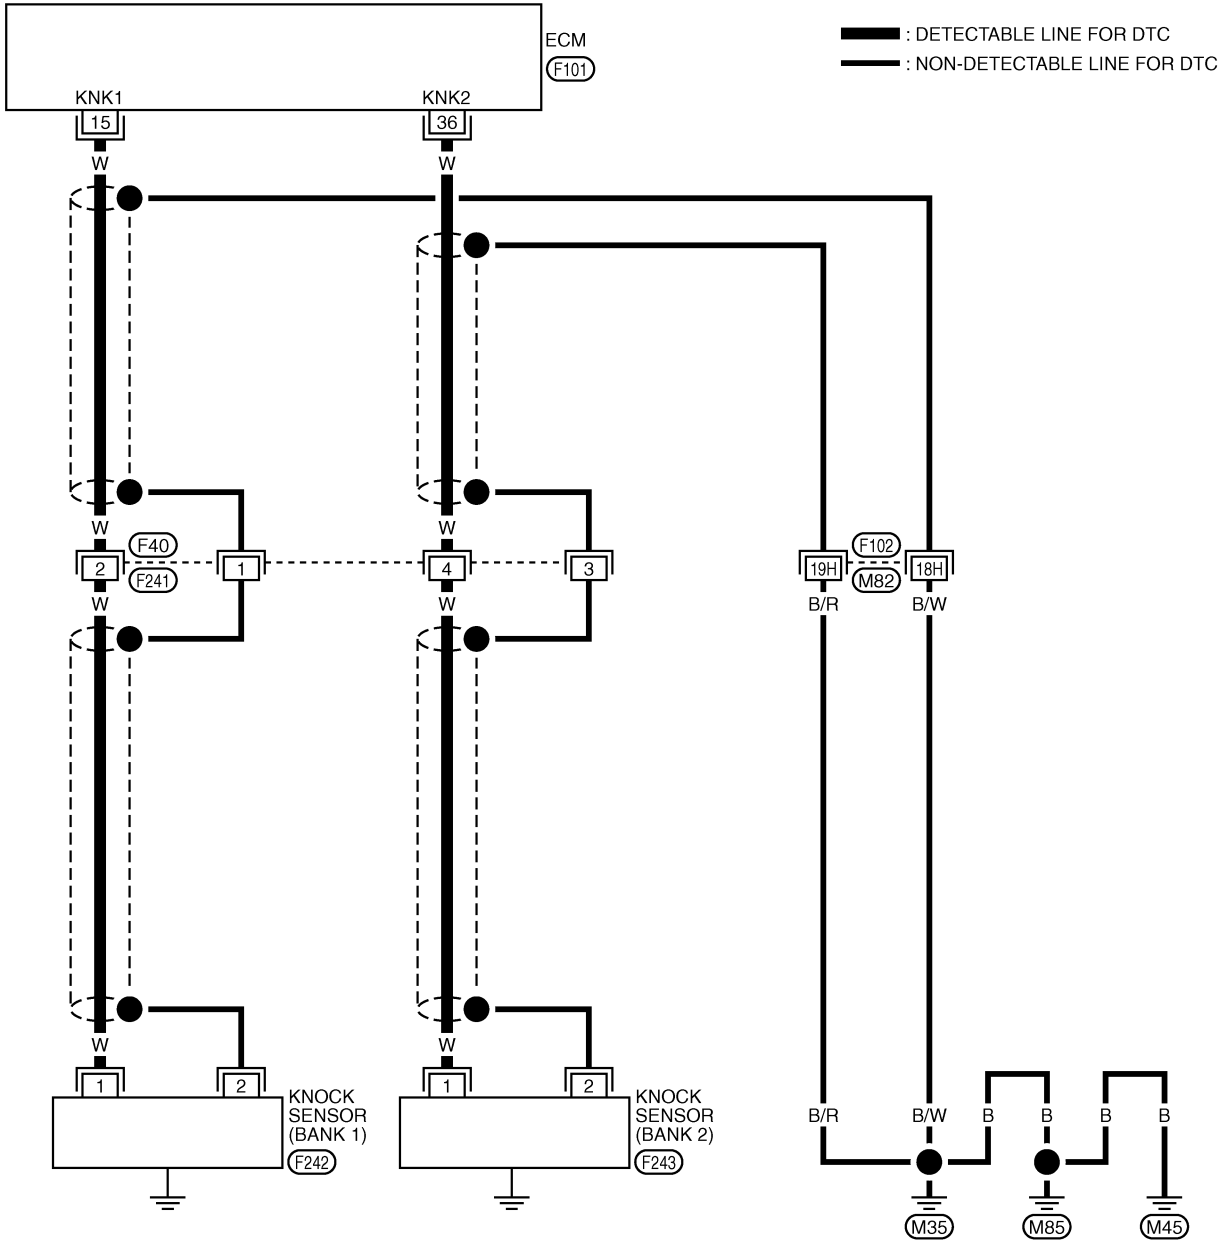 ECM
F101
: DETECTABLE LINE FOR DTC
: NON-DETECTABLE LINE FOR DTC
KNK1
KNK2
15
36
W
W
W
W
F40
F102
2
1
4
3
19H
18H
F241
M82
W
W
B/R
B/W
W
W
1
2
1
2
KNOCK
SENSOR
(BANK 1)
F242
KNOCK
SENSOR
(BANK 2)
F243
B/R
B/W
B
B
B
B
M35
M85
M45